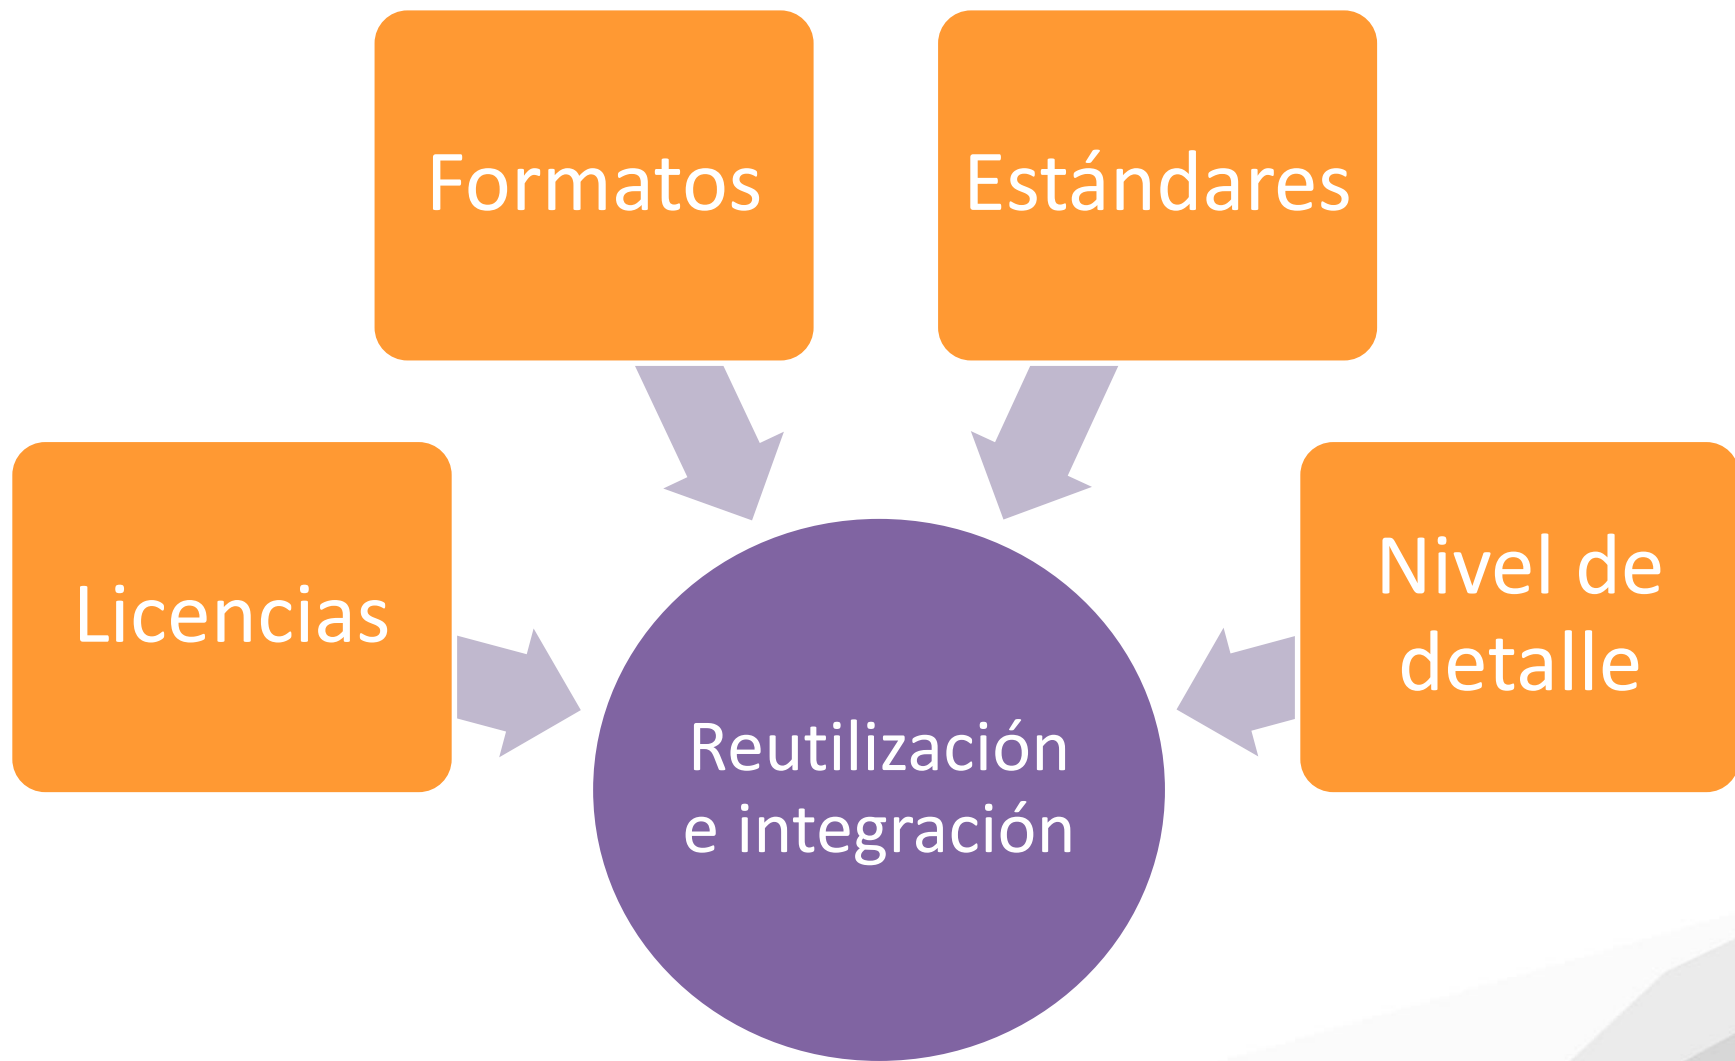 Formatos
Estándares
Licencias
Nivel de
detalle
Reutilización
e integración